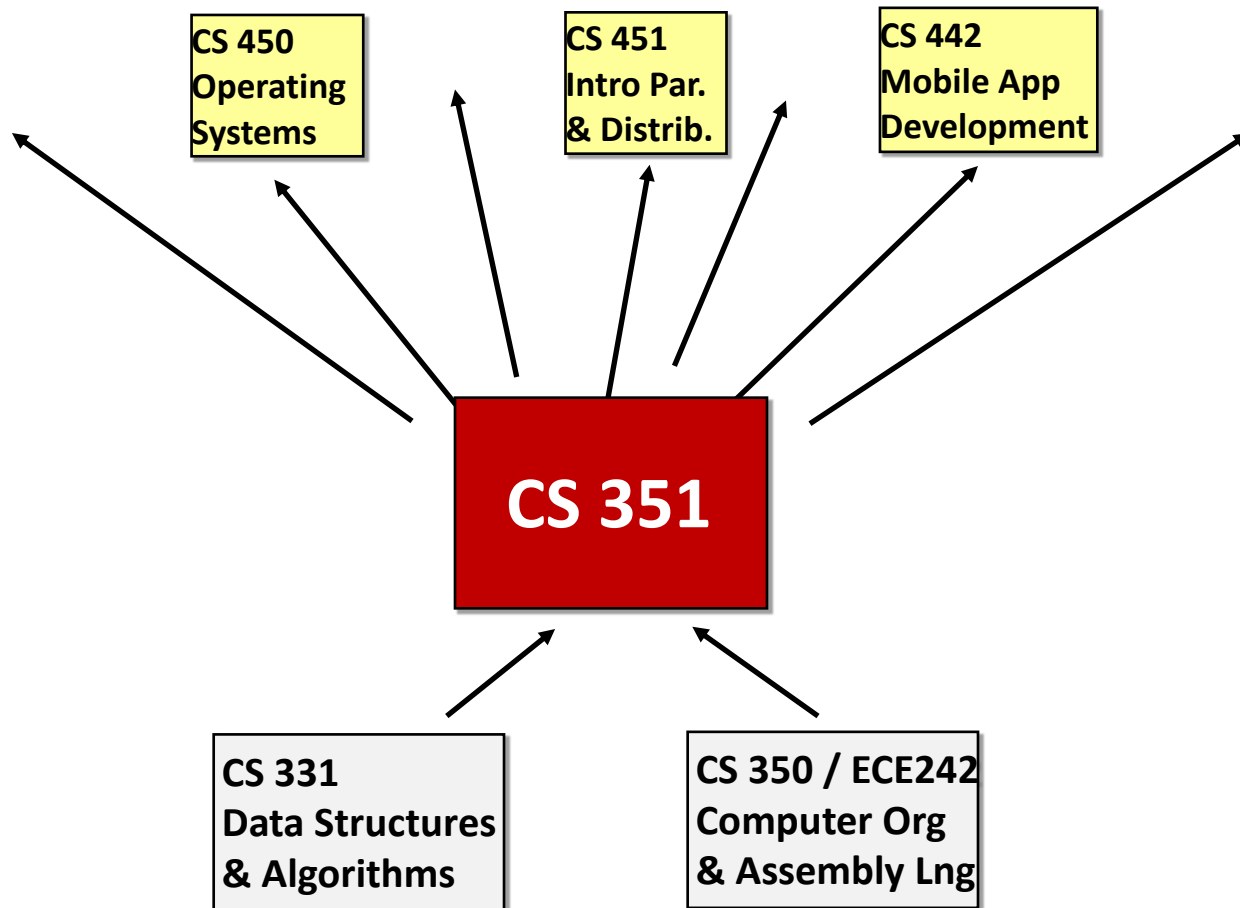 CS 450
Operating
Systems
CS 451
Intro Par.
& Distrib.
CS 442
Mobile App
Development
CS 351
CS 331
Data Structures
& Algorithms
CS 350 / ECE242
Computer Org
& Assembly Lng